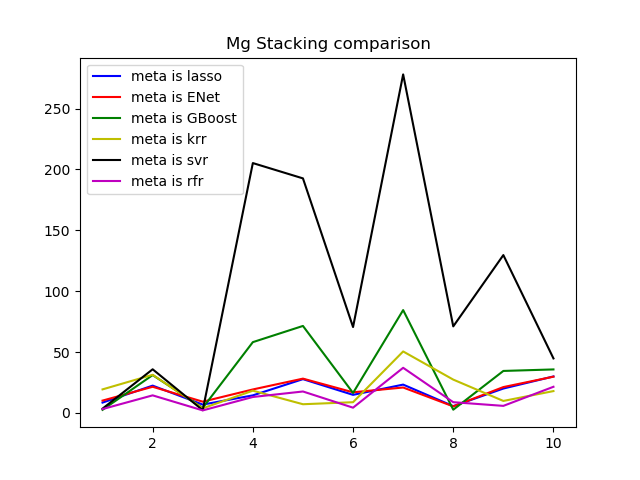 Mg Stacking comparison
meta is lasso
meta is ENet
meta is GBoost
meta is krr
meta is svr
meta is rfr
250
200
150
100
50
0
2
4
6
8
10